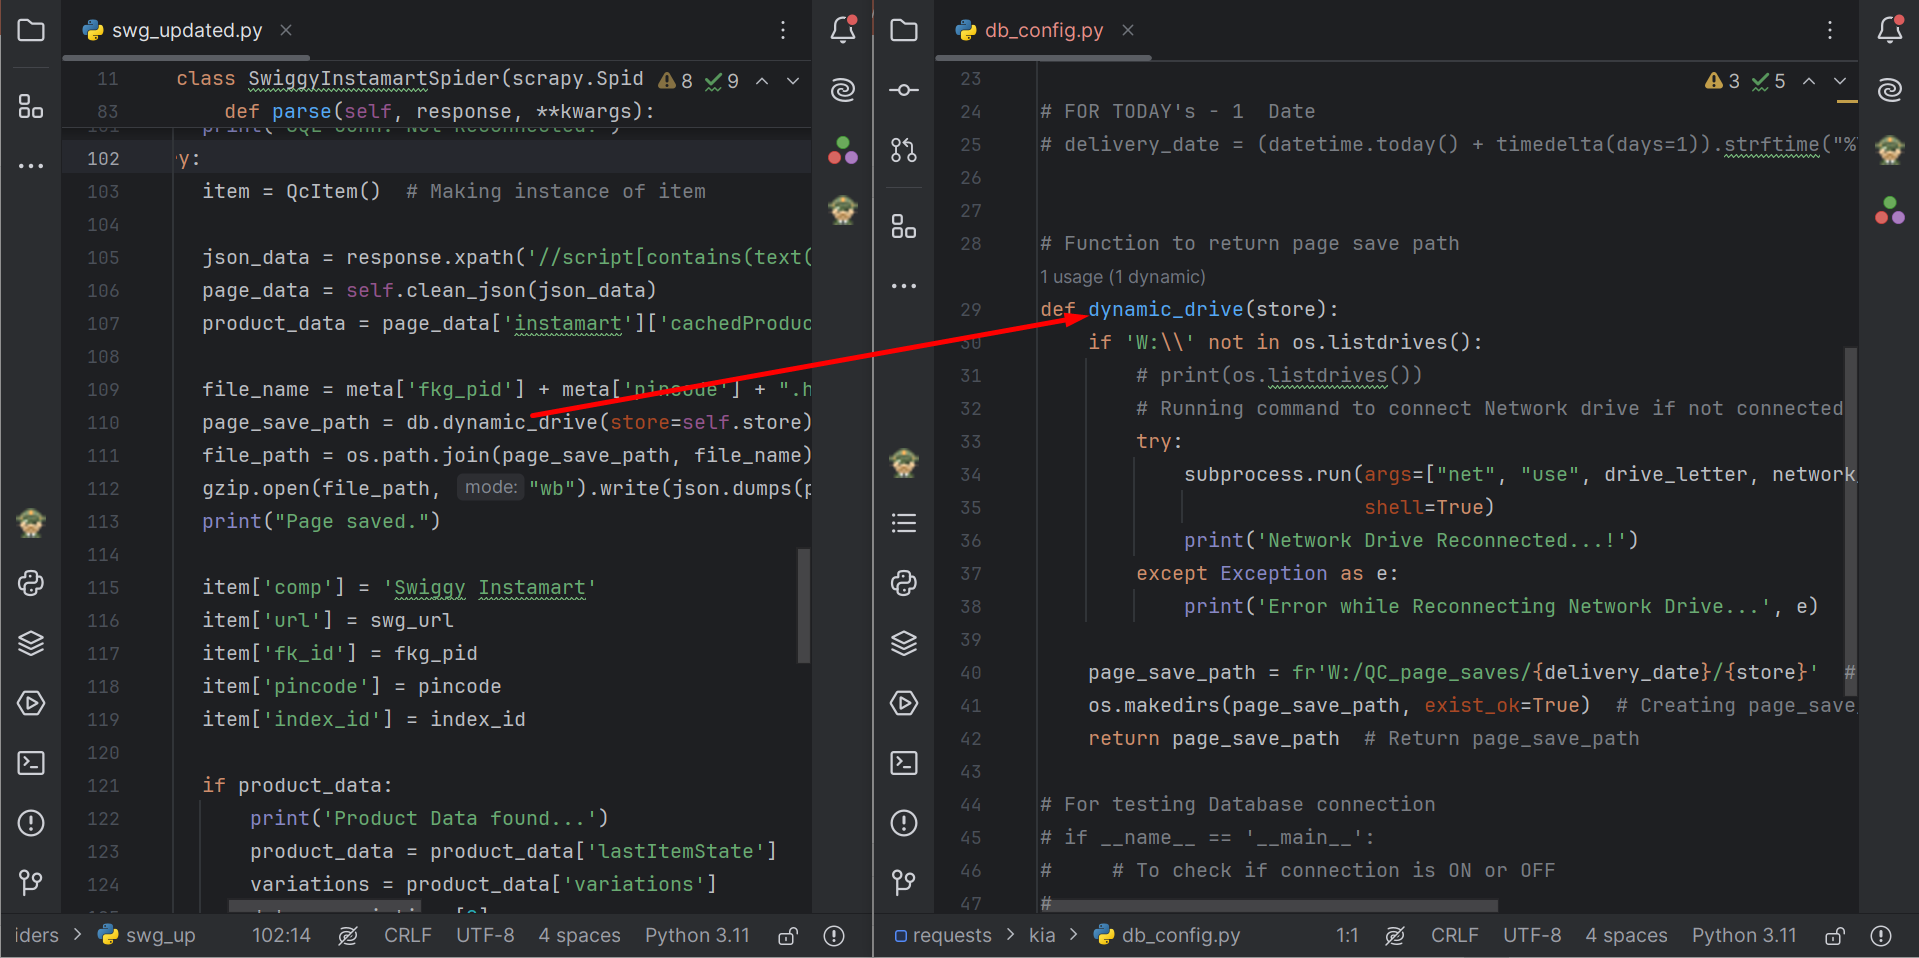 swg_updated.py
11 class SwiggyInstamartSpider(scrapy.Spid 8 9
83 def parse(self, response, **kwargs):
102 y:
103 item = QcItem()  # Making instance of item
104
105 json_data = response.xpath('//script[contains(text(
106 page_data = self.clean_json(json_data)
107 product_data = page_data['instamart']['cachedProduc
108
109 file_name = meta['fkg_pid'] + meta['pincode'] + ".h
110 page_save_path = db.dynamic_drive(store=self.store)
111 file_path = os.path.join(page_save_path, file_name)
112 gzip.open(file_path, mode: "wb").write(json.dumps(p
113 print("Page saved.")
114
115 item['comp'] = 'Swiggy Instamart'
116 item['url'] = swg_url
117 item['fk_id'] = fkg_pid
118 item['pincode'] = pincode
119 item['index_id'] = index_id
120
121 if product_data:
122 print('Product Data found...')
123 product_data = product_data['lastItemState']
124 variations = product_data['variations']
iders > swg_up 102:14 CRLF UTF-8 4 spaces Python 3.11
db_config.py
23 3 5
24 # FOR TODAY's - 1  Date
25 # delivery_date = (datetime.today() + timedelta(days=1)).strftime("%
26
27
28 # Function to return page save path
1 usage (1 dynamic)
29 def dynamic_drive(store):
30 if 'W:\\' not in os.listdrives():
31 # print(os.listdrives())
32 # Running command to connect Network drive if not connected
33 try:
34 subprocess.run(args=["net", "use", drive_letter, network
35 shell=True)
36 print('Network Drive Reconnected...!')
37 except Exception as e:
38 print('Error while Reconnecting Network Drive...', e)
39
40 page_save_path = fr'W:/QC_page_saves/{delivery_date}/{store}'  #
41 os.makedirs(page_save_path, exist_ok=True)  # Creating page_save_
42 return page_save_path  # Return page_save_path
43
44 # For testing Database connection
45 # if __name__ == '__main__':
46 #     # To check if connection is ON or OFF
47 #
requests > kia > db_config.py 1:1 CRLF UTF-8 4 spaces Python 3.11